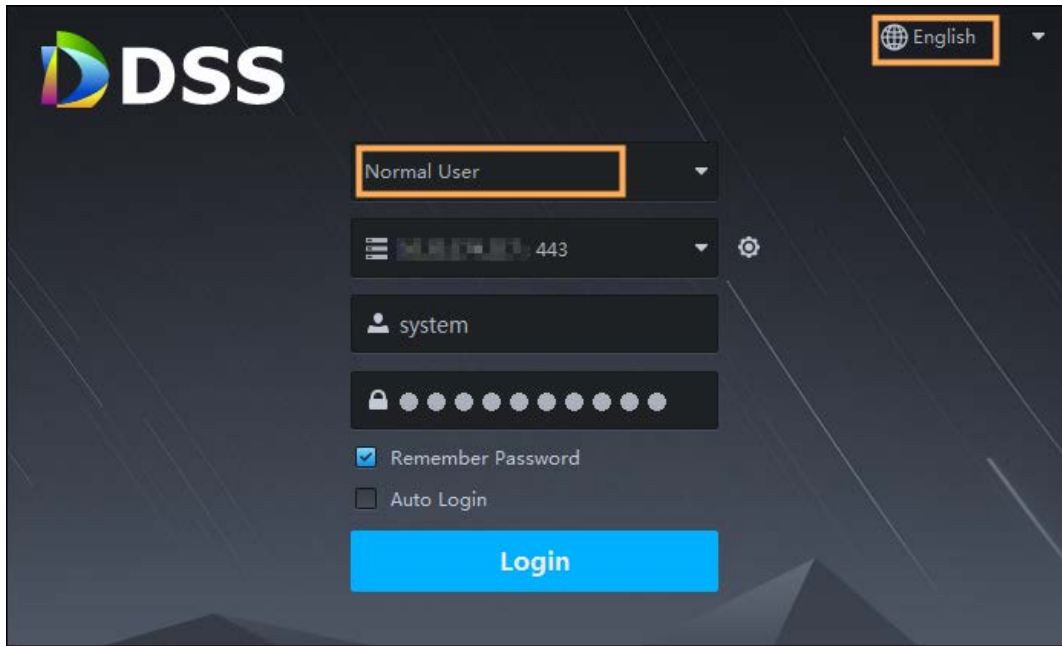 DSS
English
Normal User
443
system
Remember Password
Auto Login
Login